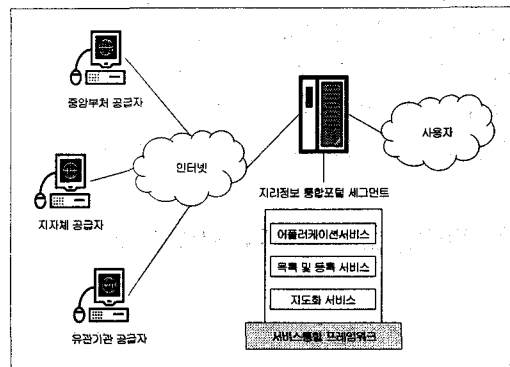 중앙부처 공급자
인터넷
사용자
지자체 공급자
지리정보 통합포털 세그먼트
어플리케이션서비스
목록 및 등록 서비스
지도화 서비스
유관기관 공급자
서비스통합 프레임워크